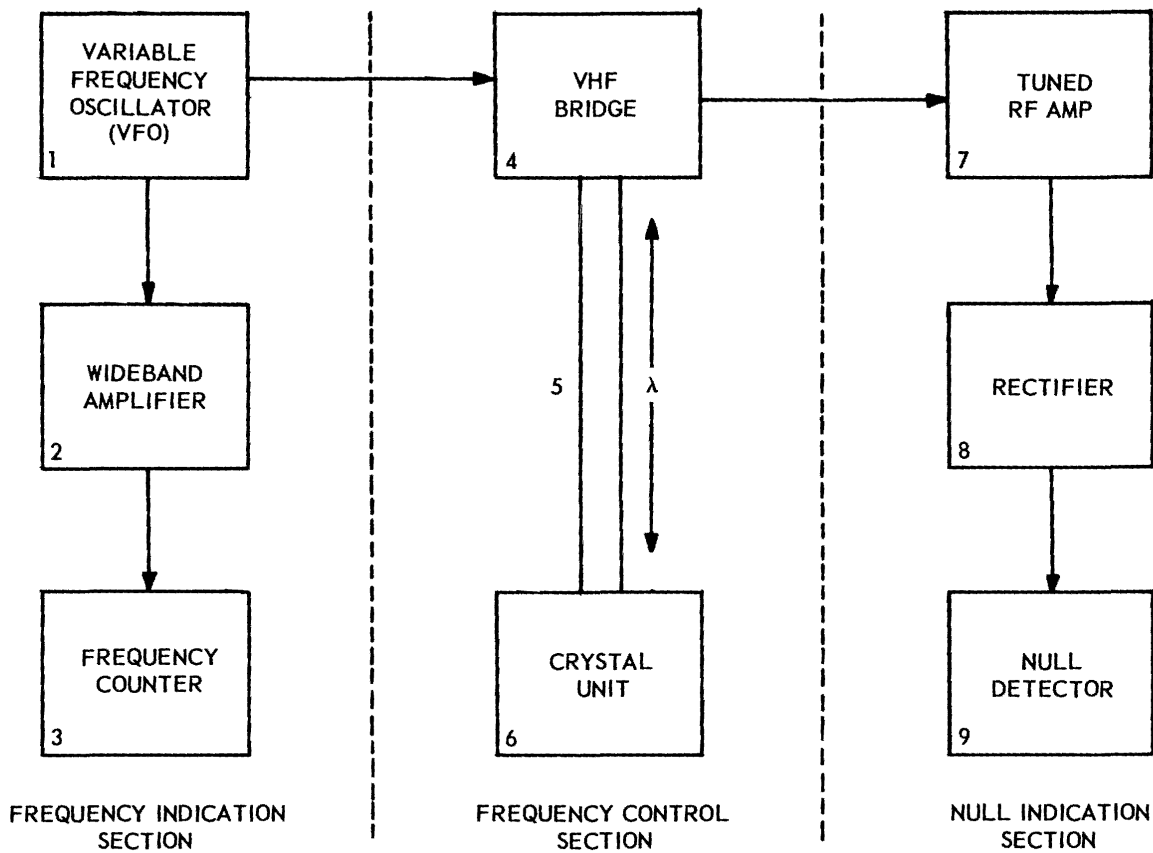 VARIABLE
FREQUENCY
OSCILLATOR
(VFO)
1
WIDEBAND
AMPLIFIER
2
FREQUENCY
COUNTER
3
FREQUENCY INDICATION
SECTION
VHF
BRIDGE
4
5
λ
CRYSTAL
UNIT
6
FREQUENCY CONTROL
SECTION
TUNED
RF AMP
7
RECTIFIER
8
NULL
DETECTOR
9
NULL INDICATION
SECTION